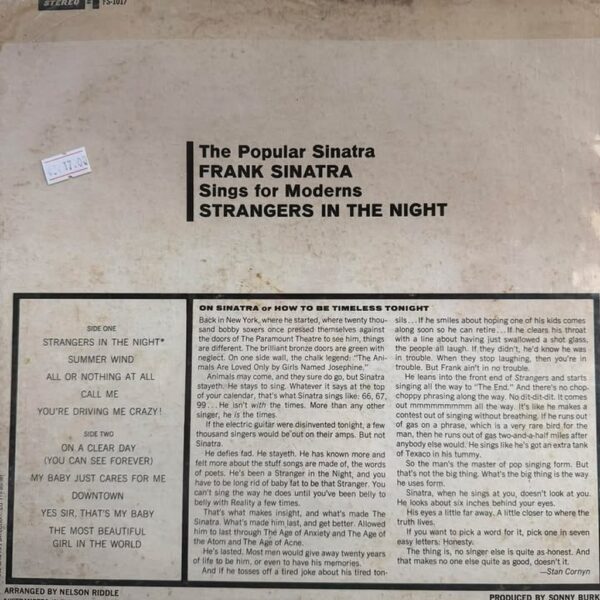 STEREO FS-1017
17.00
The Popular Sinatra
FRANK SINATRA
Sings for Moderns
STRANGERS IN THE NIGHT
SIDE ONE
STRANGERS IN THE NIGHT*
SUMMER WIND
ALL OR NOTHING AT ALL
CALL ME
YOU'RE DRIVING ME CRAZY!
SIDE TWO
ON A CLEAR DAY
(YOU CAN SEE FOREVER)
MY BABY JUST CARES FOR ME
DOWNTOWN
YES SIR, THAT'S MY BABY
THE MOST BEAUTIFUL
GIRL IN THE WORLD
ON SINATRA or HOW TO BE TIMELESS TONIGHT
Back in New York, where he started, where twenty thou-
sand bobby soxers once pressed themselves against
the doors of The Paramount Theatre to see him, things
are different. The brilliant bronze doors are green with
neglect. On one side wall, the chalk legend: "The Ani-
mals Are Loved Only by Girls Named Josephine."
Animals may come, and they sure do go, but Sinatra
stayeth. He stays to sing. Whatever it says at the top
of your calendar, that's what Sinatra sings like: 66, 67,
99... He isn't with the times. More than any other
singer, he is the times.
If the electric guitar were disinvented tonight, a few
thousand singers would be out on their amps. But not
Sinatra.
He defies fad. He stayeth. He has known more and
felt more about the stuff songs are made of, the words
of poets. He's been a Stranger in the Night, and you
have to be long rid of baby fat to be that Stranger. You
can't sing the way he does until you've been belly to
belly with Reality a few times.
That's what makes insight, and what's made The
Sinatra. What's made him last, and get better. Allowed
him to last through The Age of Anxiety and The Age of
the Atom and The Age of Acne.
He's lasted. Most men would give away twenty years
of life to be him, or even to have his memories.
And if he tosses off a tired joke about his tired ton-
sils... If he smiles about hoping one of his kids comes
along soon so he can retire... If he clears his throat
with a line about having just swallowed a shot glass,
the people all laugh. If they didn't, he'd know he was
in trouble. When they stop laughing, then you're in
trouble. But Frank ain't in no trouble.
He leans into the front end of Strangers and starts
singing all the way to "The End." And there's no chop-
choppy phrasing along the way. No dit-dit-dit. It comes
out mmmmmmmmm all the way. It's like he makes a
contest out of singing without breathing. If he runs out
of gas on a phrase, which is a very rare bird for the
man, then he runs out of gas two-and-a-half miles after
anybody else would. He sings like he's got an extra tank
of Texaco in his tummy.
So the man's the master of pop singing form. But
that's not the big thing. What's the big thing is the way
he uses form.
Sinatra, when he sings at you, doesn't look at you.
He looks about six inches behind your eyes.
His eyes a little far away. A little closer to where the
truth lives.
If you want to pick a word for it, pick one in seven
easy letters: Honesty.
The thing is, no singer else is quite as honest. And
that makes no one else quite as good, doesn't it.
—Stan Cornyn
ARRANGED BY NELSON RIDDLE
PRODUCED BY SONNY BURK